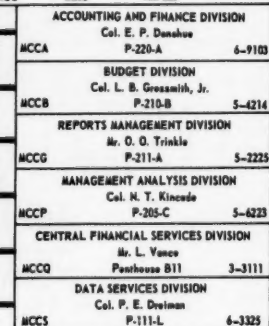 ACCOUNTING AND FINANCE DIVISION
Col. E. P. Donahue
MCCA P-220-A 6-9103
BUDGET DIVISION
Col. L. B. Grossmith, Jr.
MCCB P-210-B 5-4214
REPORTS MANAGEMENT DIVISION
Mr. O. O. Trinkle
MCCG P-211-A 5-2225
MANAGEMENT ANALYSIS DIVISION
Col. N. T. Kincade
MCCP P-205-C 5-6223
CENTRAL FINANCIAL SERVICES DIVISION
Mr. L. Vance
MCCQ Penthouse B11 3-3111
DATA SERVICES DIVISION
Col. P. E. Dreiman
MCCS P-111-L 6-3325